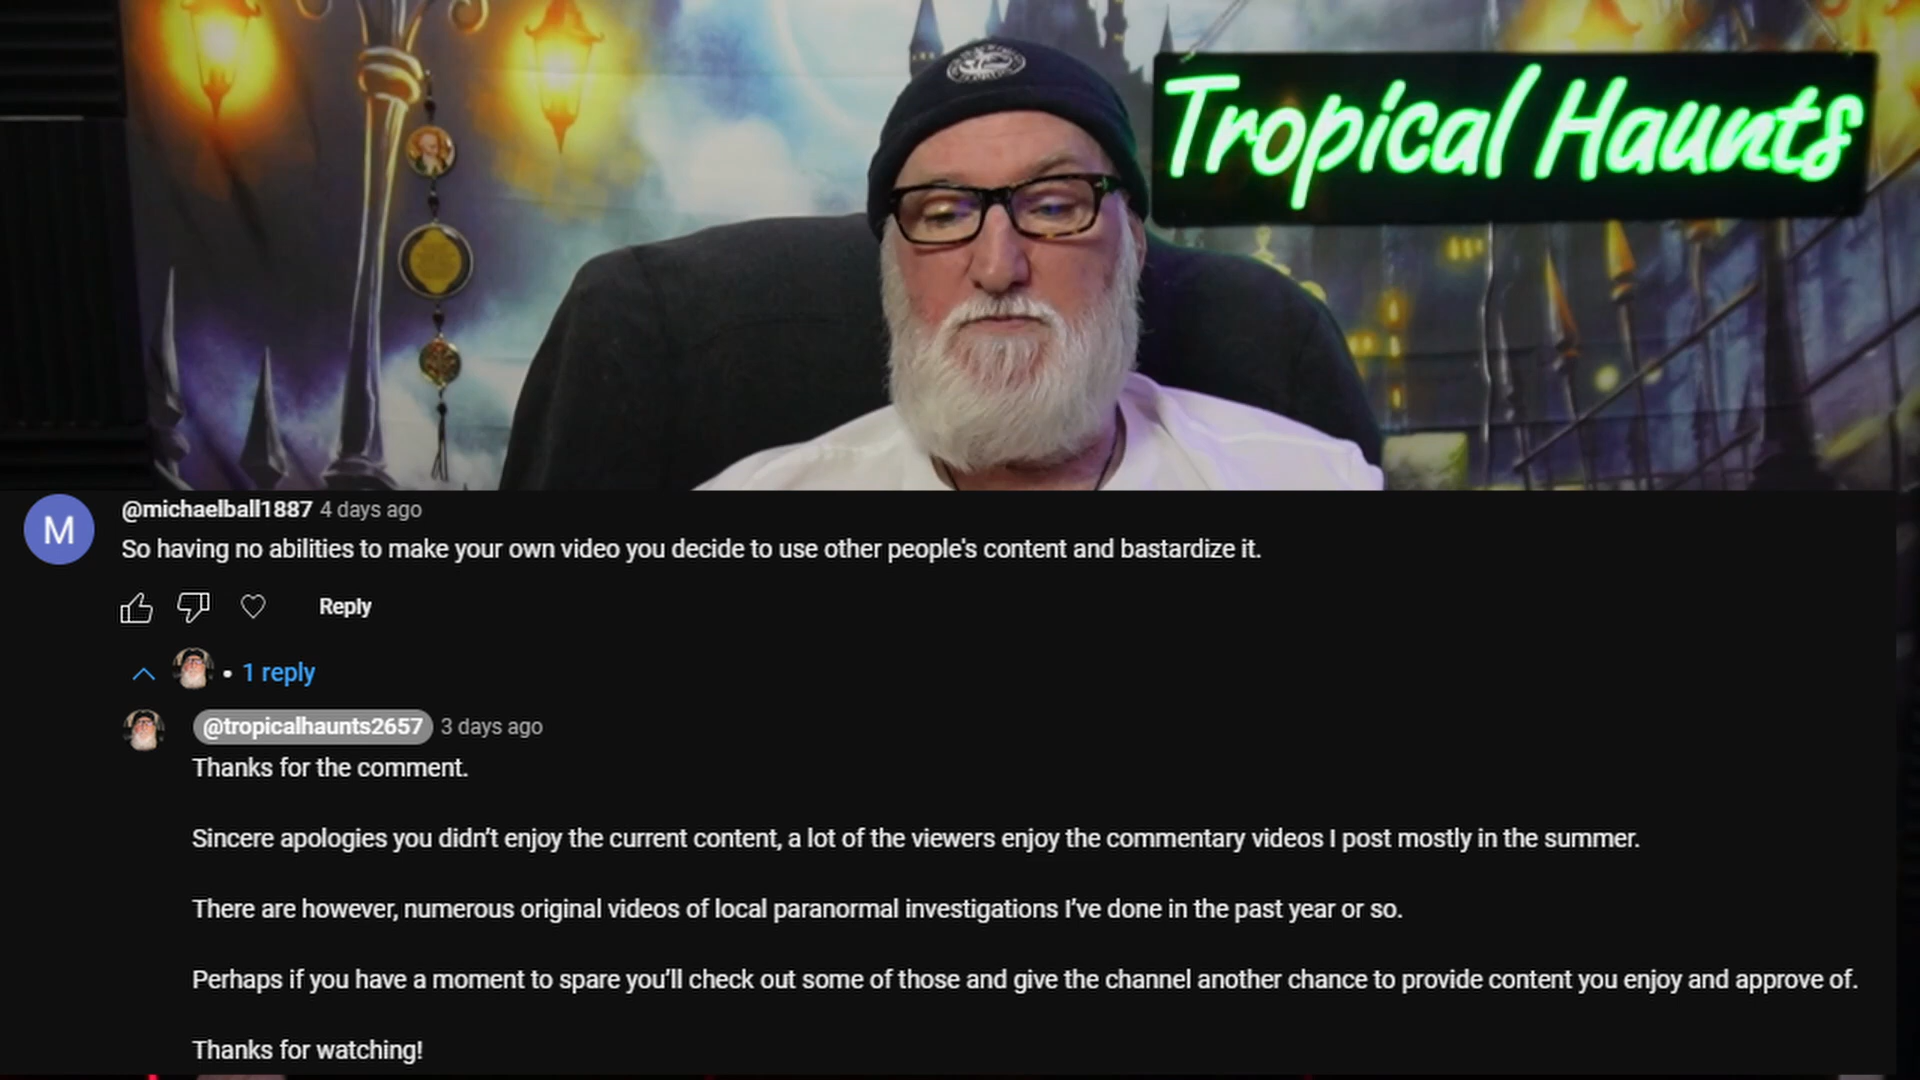 Tropical Haunts
@michaelball1887 4 days ago
M
So having no abilities to make your own video you decide to use other people's content and bastardize it.
Reply
• 1 reply
@tropicalhaunts2657 3 days ago
Thanks for the comment.
Sincere apologies you didn’t enjoy the current content, a lot of the viewers enjoy the commentary videos I post mostly in the summer.
There are however, numerous original videos of local paranormal investigations I’ve done in the past year or so.
Perhaps if you have a moment to spare you’ll check out some of those and give the channel another chance to provide content you enjoy and approve of.
Thanks for watching!